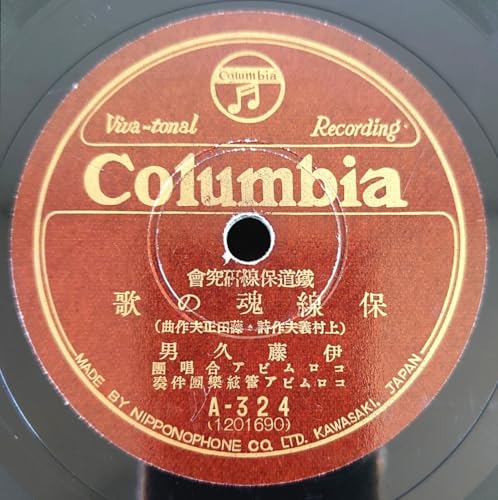 Columbia
Viva-tonal Recording
Columbia
鐵道保線硏究會
保線魂の歌
(上村義夫作詩・藤田正夫作曲)
伊藤久男
コロムビア合唱團
コロムビア管絃樂團伴奏
A-324
(1201690)
MADE BY NIPPONOPHONE CO., LTD. KAWASAKI, JAPAN